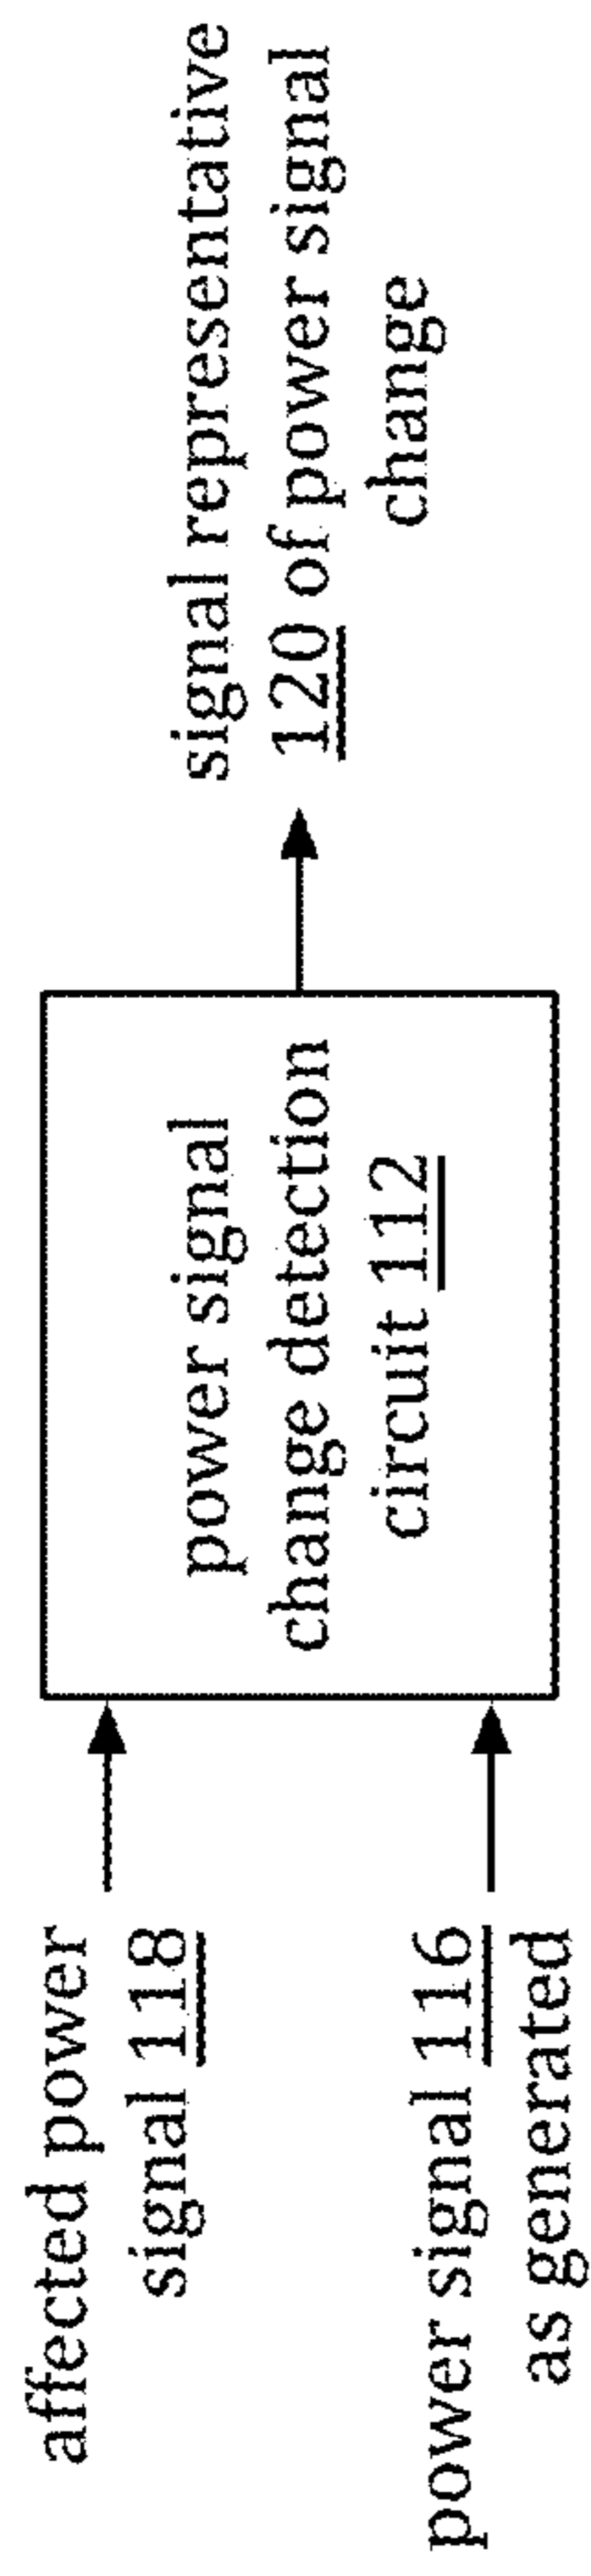 affected power
signal 118
power signal 116
as generated
power signal
change detection
circuit 112
signal representative
120 of power signal
change